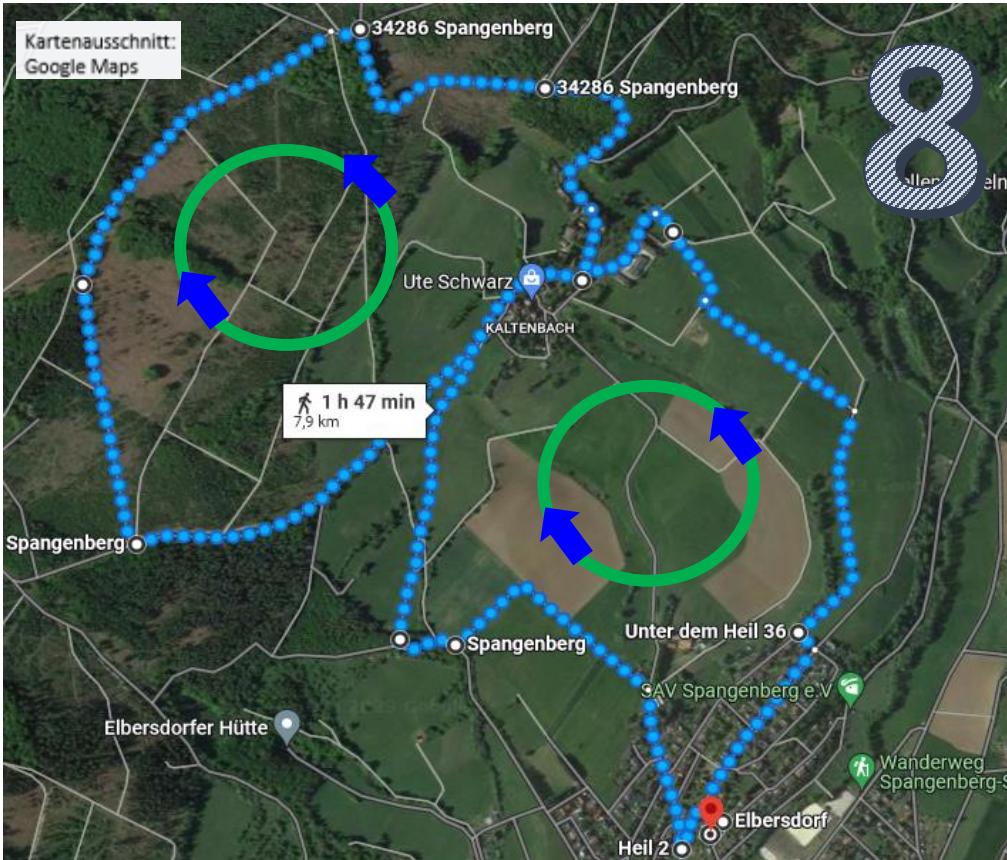 Kartenausschnitt:
Google Maps
34286 Spangenberg
34286 Spangenberg
8
Ute Schwarz
KALTENBACH
1 h 47 min
7,9 km
Spangenberg
Unter dem Heil 36
Spangenberg
SAV Spangenberg e.V
Elbersdorfer Hütte
Wanderweg
Spangenberg-S
Elbersdorf
Heil 2